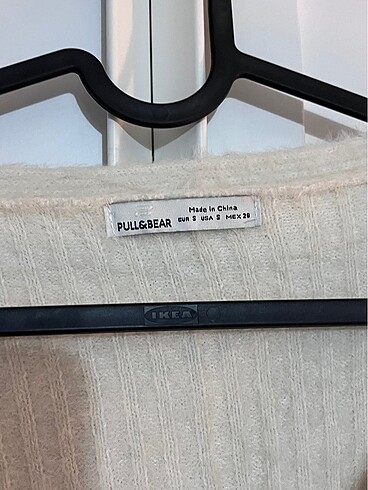 Made in China
PULL&BEAR EUR S USA S MEX 26
IKEA